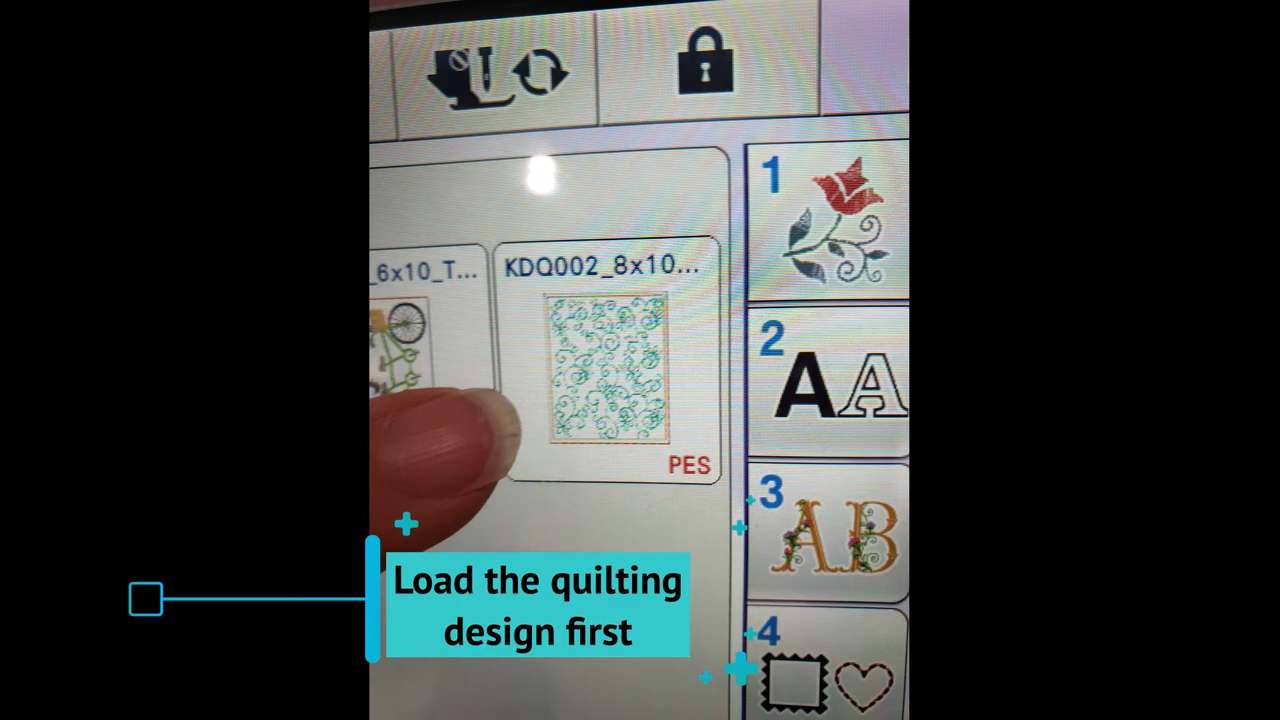 1
_6x10_T...
KDQ002_8x10...
2
AA
PES
3
AB
Load the quilting
design first
4